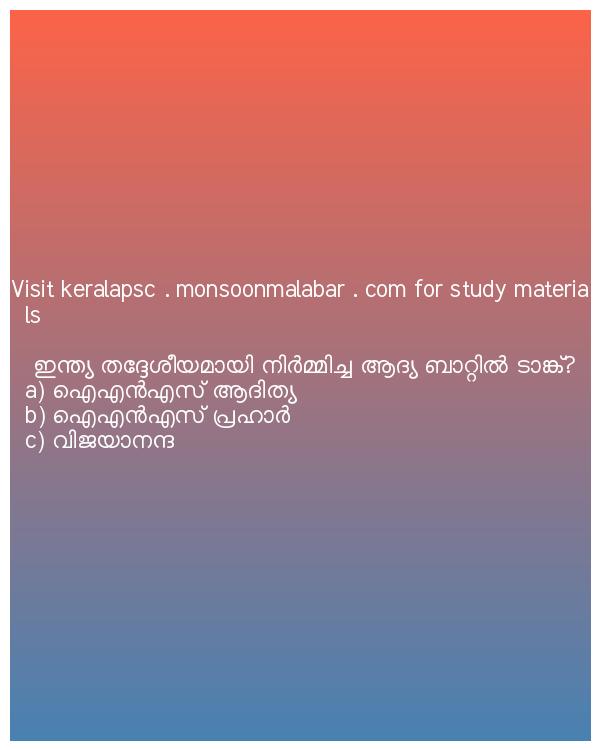 Visit keralapsc . monsoonmalabar . com for study materia
ls
ഇന്ത്യ തദ്ദേശീയമായി നിർമ്മിച്ച ആദ്യ ബാറ്റിൽ ടാങ്ക്?
a) ഐഎൻഎസ് ആദിത്യ
b) ഐഎൻഎസ് പ്രഹാർ
c) വിജയാനന്ദ